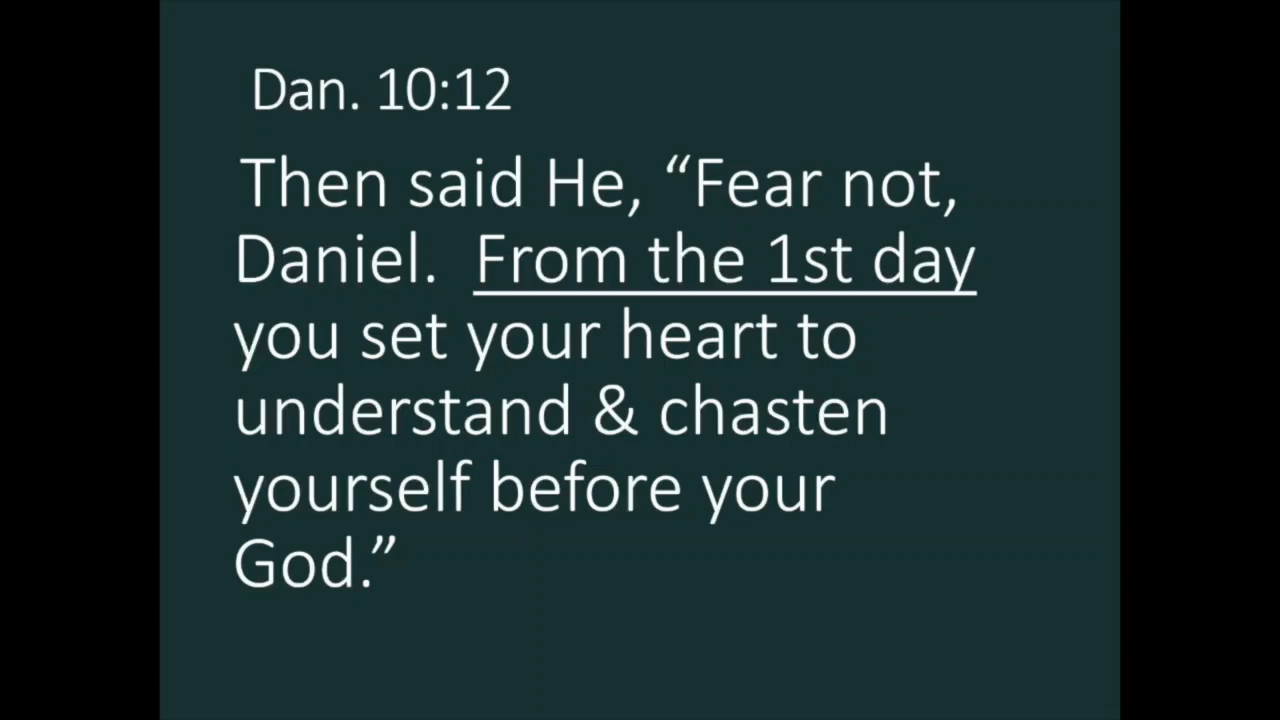 Dan. 10:12
Then said He, “Fear not,
Daniel.  From the 1st day
you set your heart to
understand & chasten
yourself before your
God.”